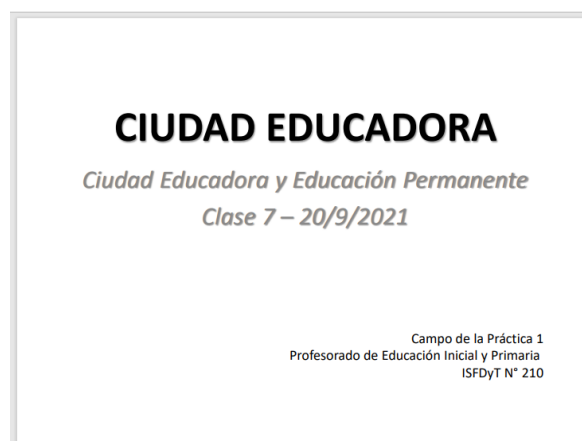 CIUDAD EDUCADORA
Ciudad Educadora y Educación Permanente
Clase 7 – 20/9/2021
Campo de la Práctica 1
Profesorado de Educación Inicial y Primaria
ISFDyT N° 210